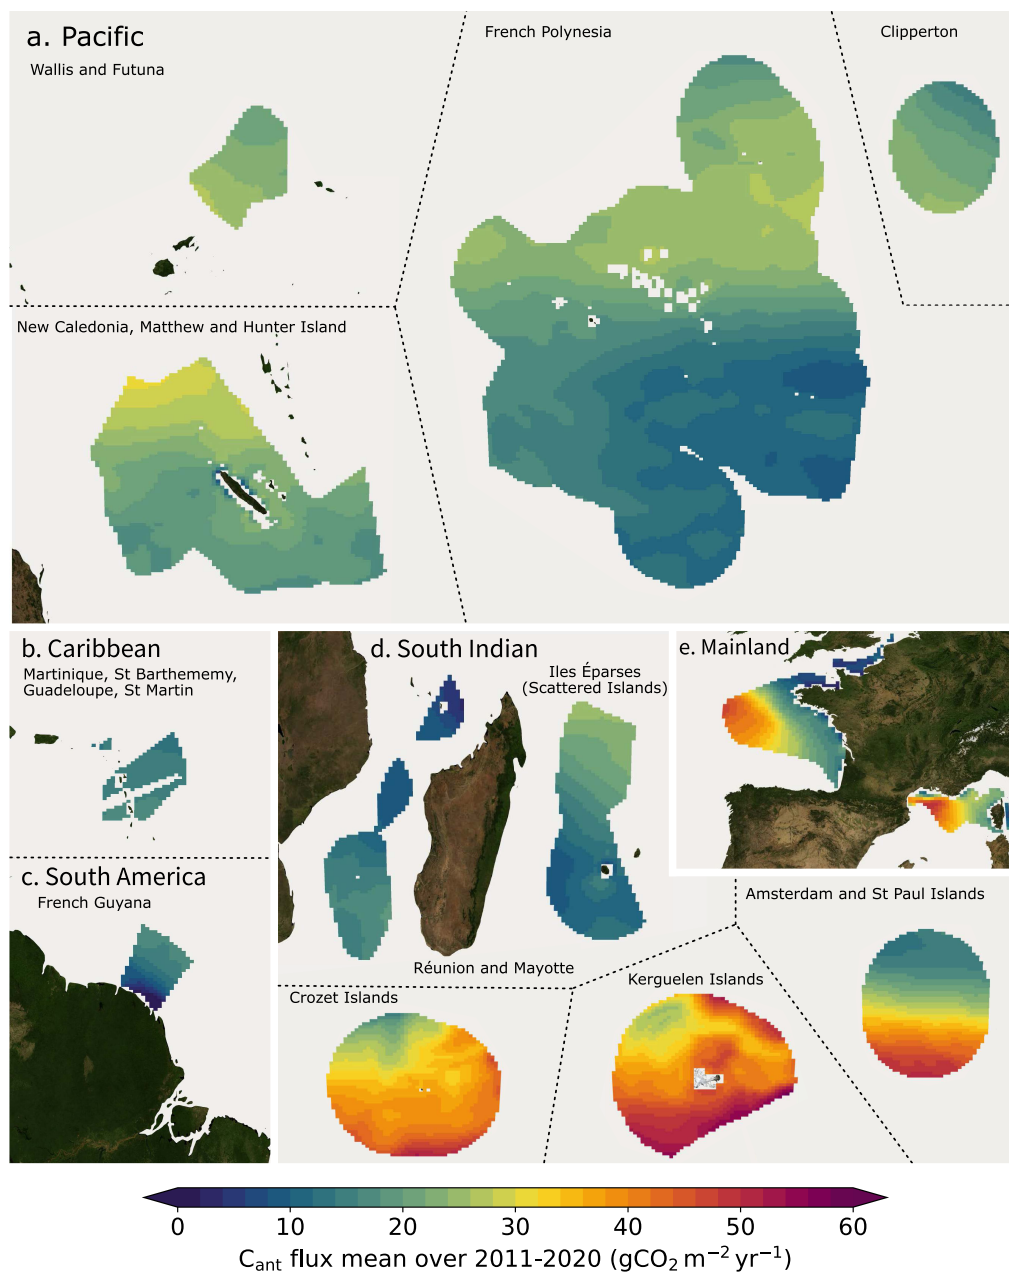 a. Pacific
Wallis and Futuna
French Polynesia
Clipperton
New Caledonia, Matthew and Hunter Island
b. Caribbean
Martinique, St Barthememy,
Guadeloupe, St Martin
c. South America
French Guyana
d. South Indian
Iles Éparses
(Scattered Islands)
Réunion and Mayotte
e. Mainland
Crozet Islands
Kerguelen Islands
Amsterdam and St Paul Islands
0 10 20 30 40 50 60
C_ant flux mean over 2011-2020 (gCO₂ m⁻² yr⁻¹)